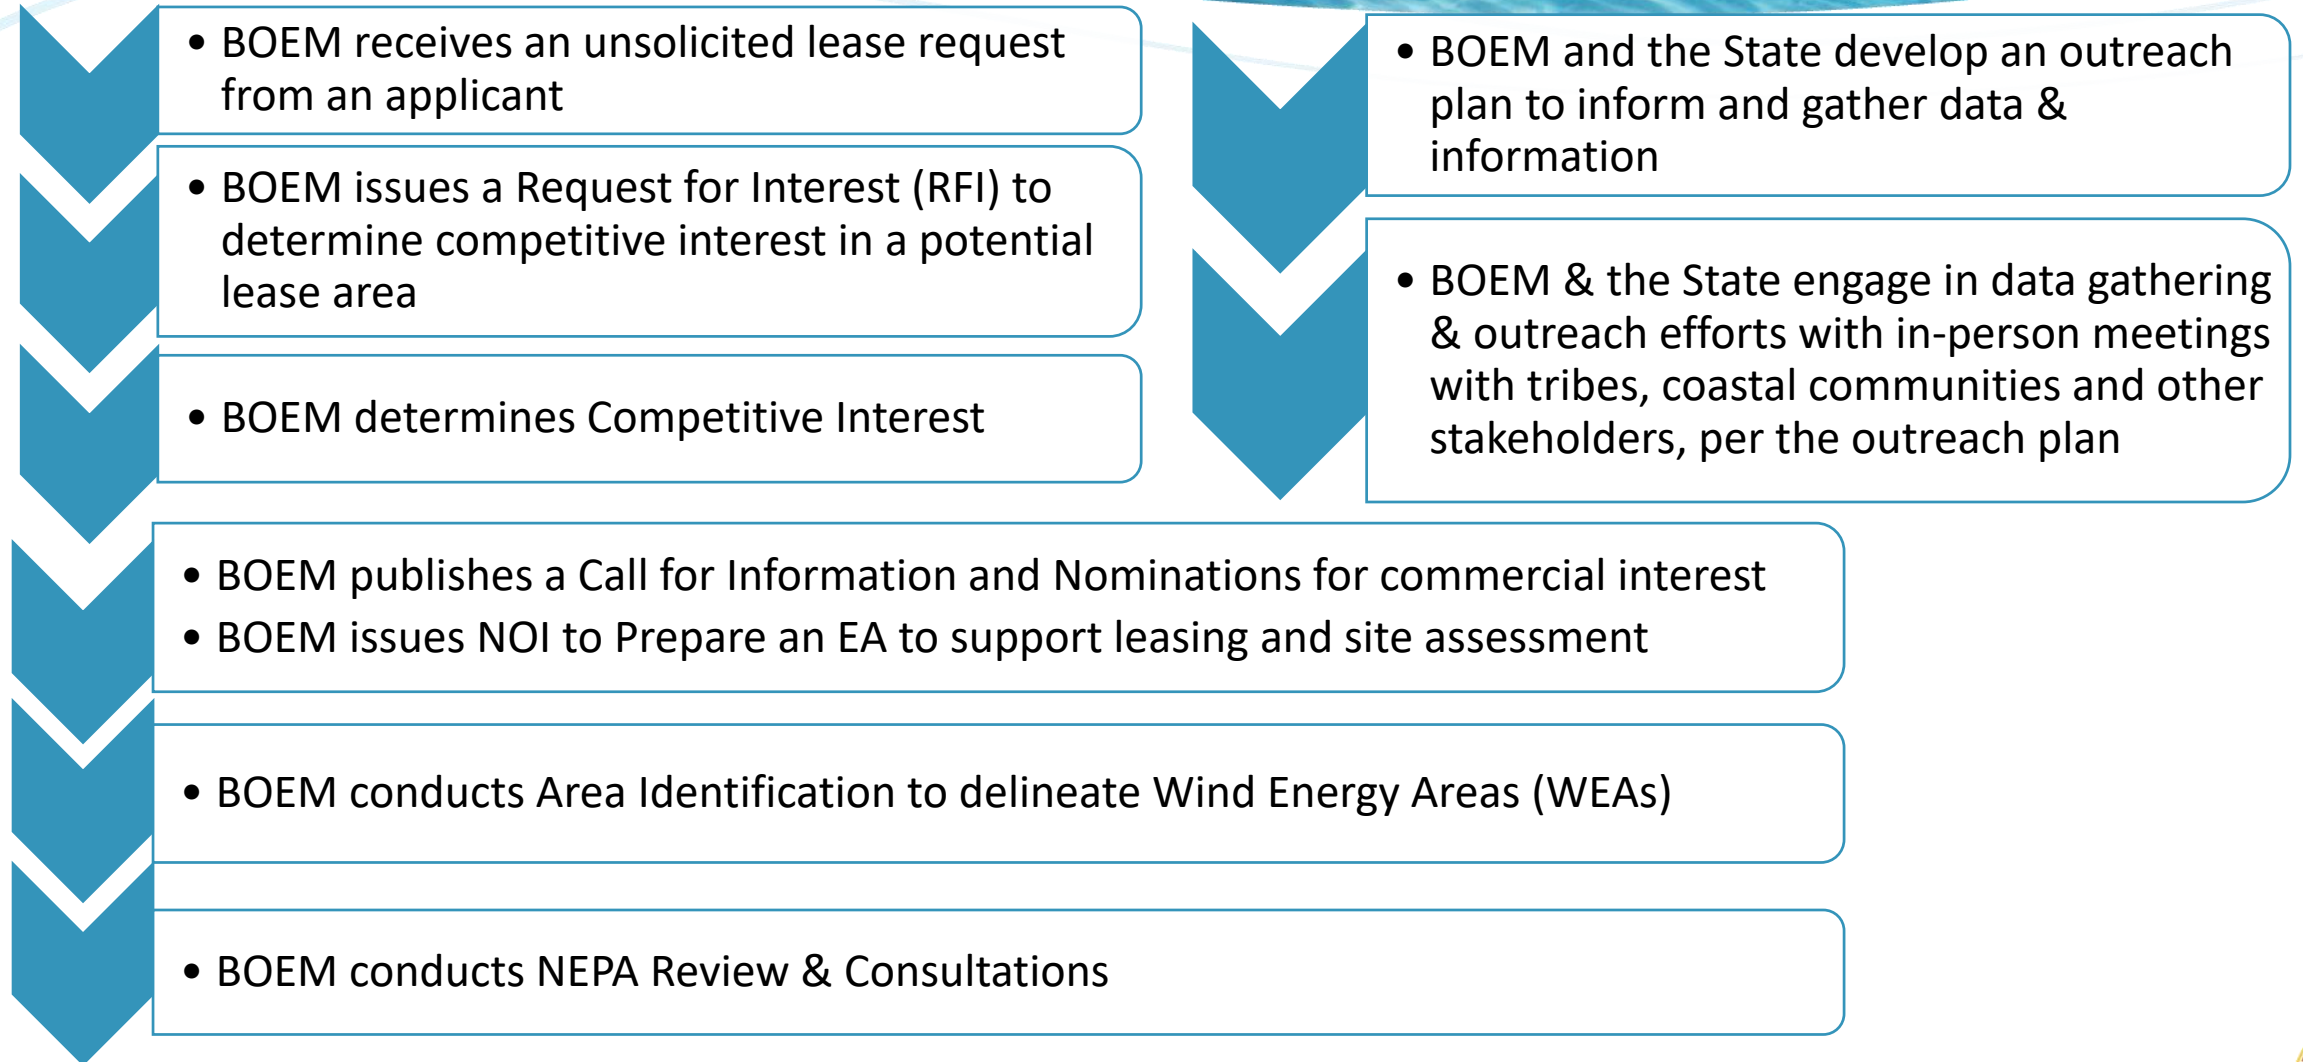 • BOEM receives an unsolicited lease request
from an applicant
• BOEM issues a Request for Interest (RFI) to
determine competitive interest in a potential
lease area
• BOEM determines Competitive Interest
• BOEM and the State develop an outreach
plan to inform and gather data &
information
• BOEM & the State engage in data gathering
& outreach efforts with in-person meetings
with tribes, coastal communities and other
stakeholders, per the outreach plan
• BOEM publishes a Call for Information and Nominations for commercial interest
• BOEM issues NOI to Prepare an EA to support leasing and site assessment
• BOEM conducts Area Identification to delineate Wind Energy Areas (WEAs)
• BOEM conducts NEPA Review & Consultations